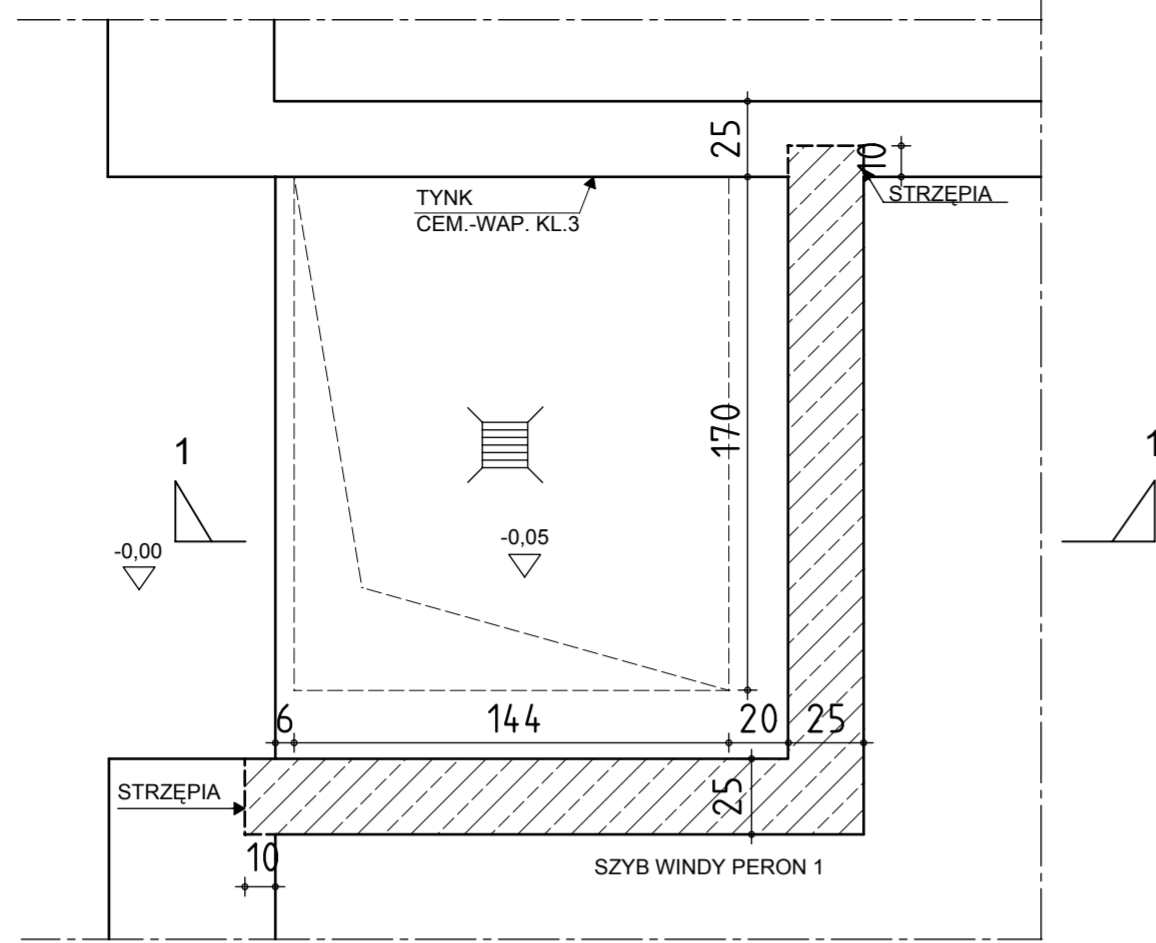 25
10
TYNK
CEM.-WAP. KL.3
STRZĘPIA
170
1
1
-0,00
-0,05
6
144
20
25
STRZĘPIA
25
10
SZYB WINDY PERON 1